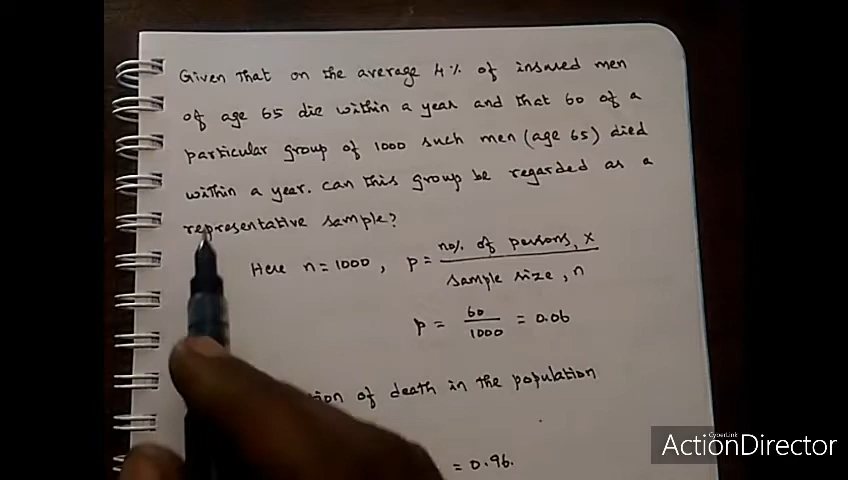 Given that on the average 4% of insured men
of age 65 die within a year and that 60 of a
particular group of 1000 such men (age 65) died
within a year. can this group be regarded as a
representative sample?
Here n = 1000, p = no% of persons, x / sample size, n
p = 60 / 1000 = 0.06
of death in the population
= 0.96.
CyberLink
ActionDirector